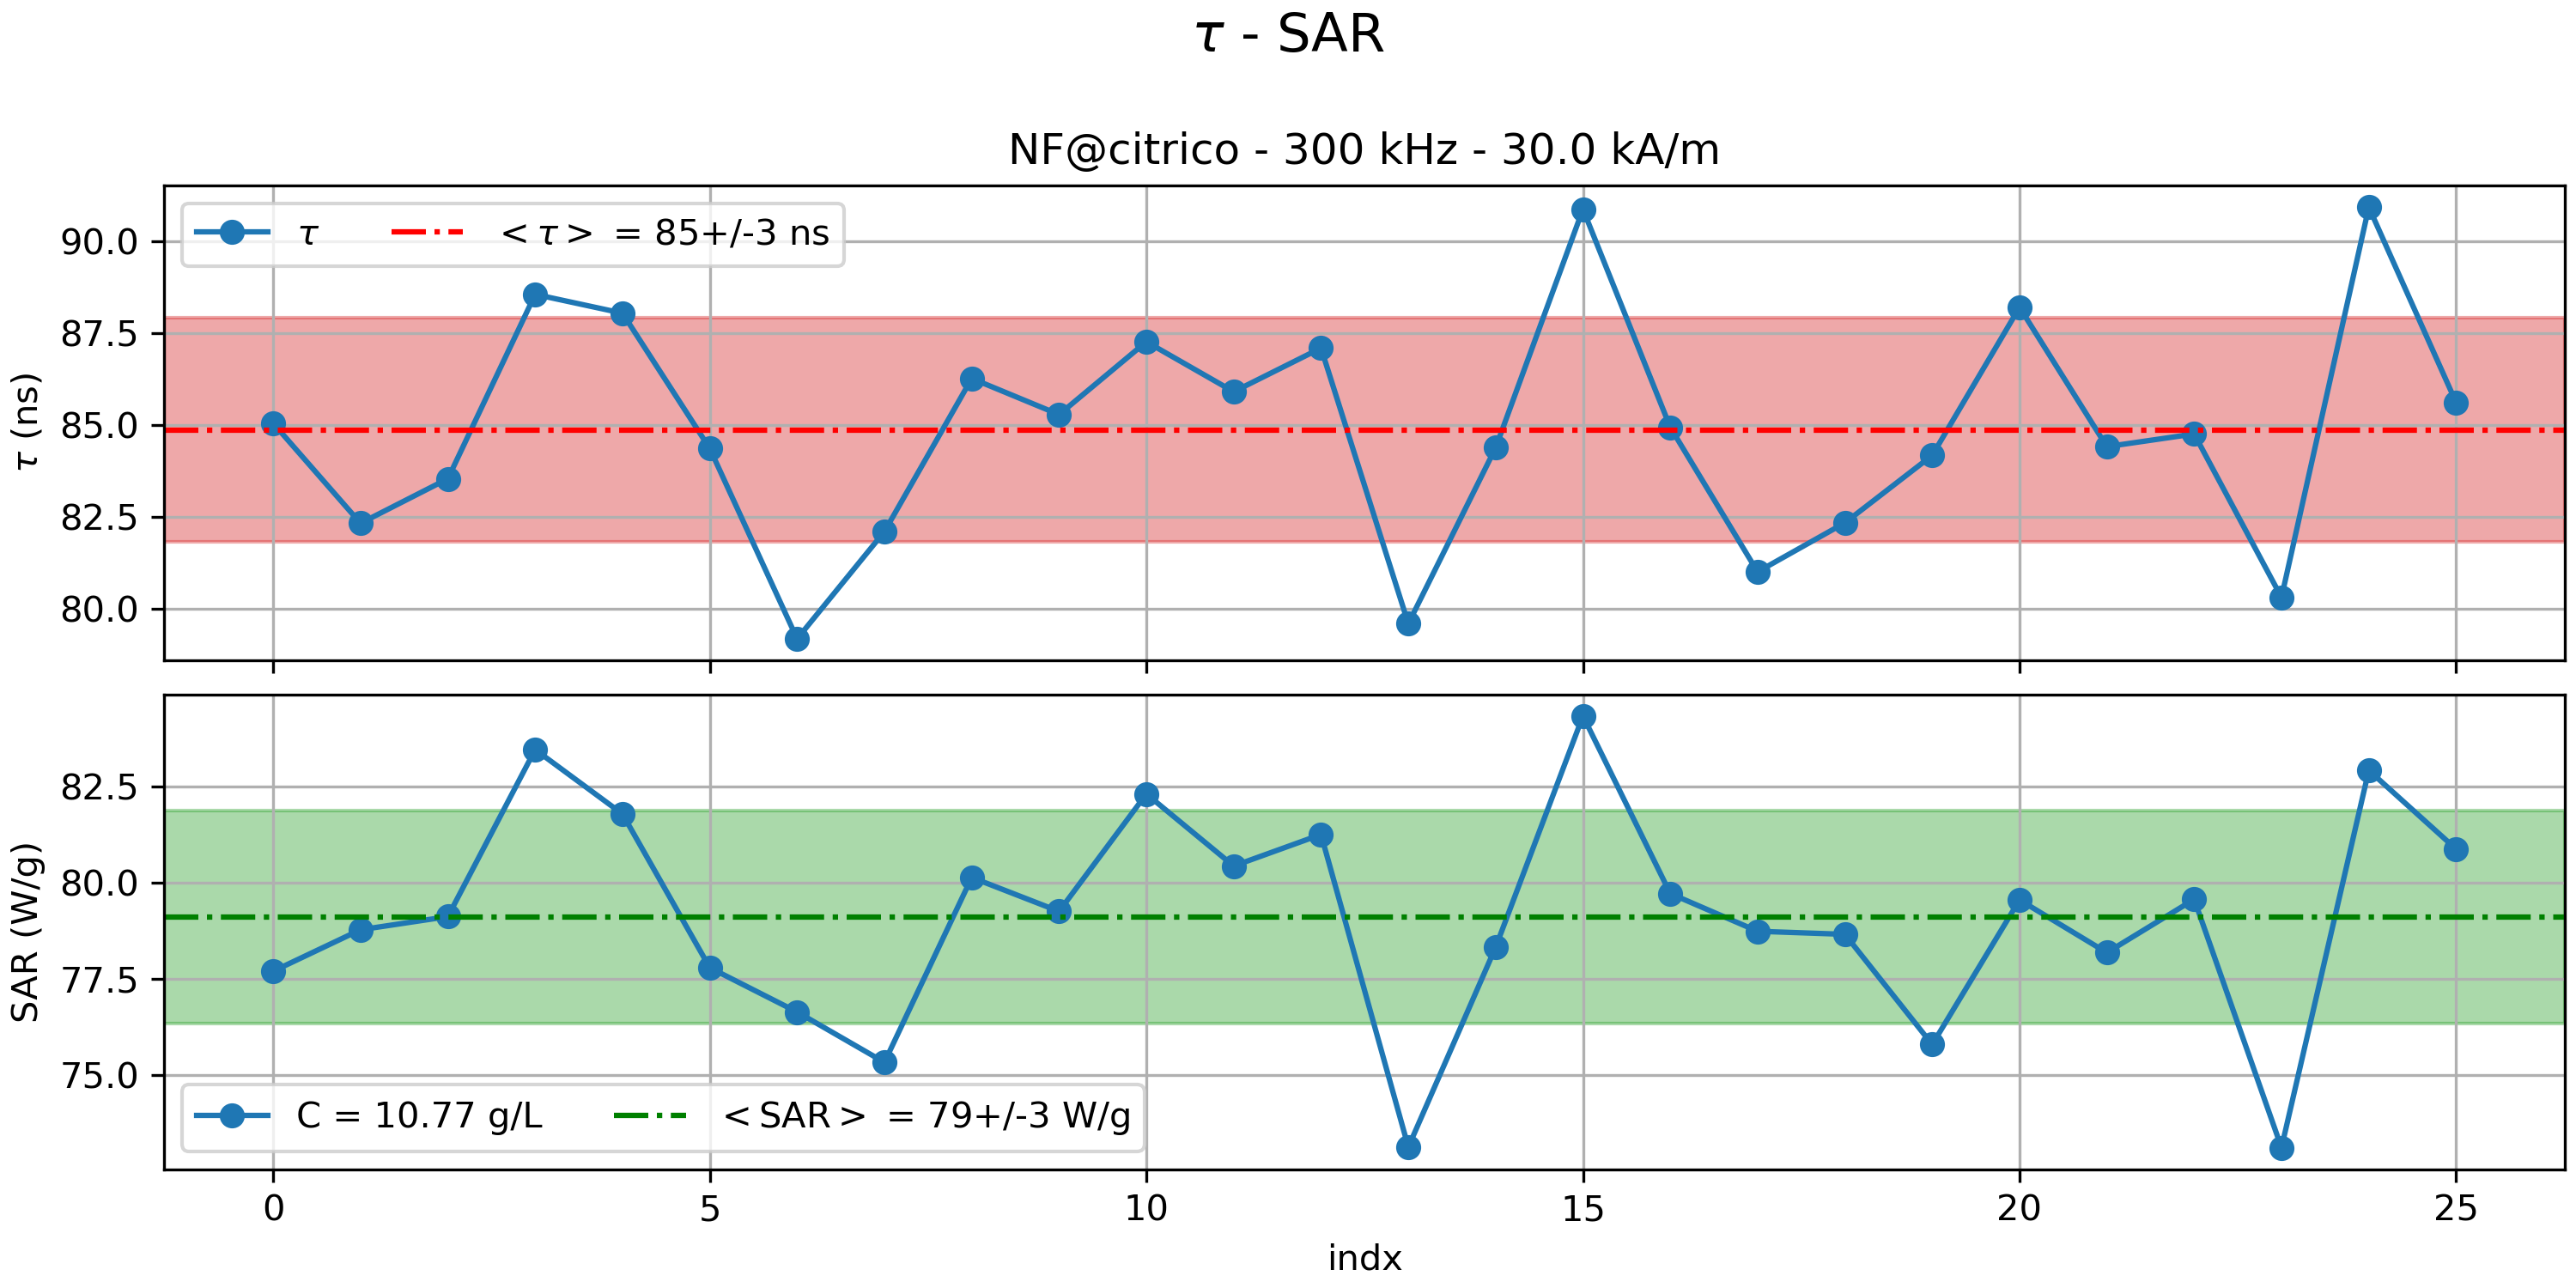 τ - SAR
NF@citrico - 300 kHz - 30.0 kA/m
τ <τ> = 85+/-3 ns
90.0
87.5
85.0
82.5
80.0
τ (ns)
82.5
80.0
77.5
75.0
SAR (W/g)
C = 10.77 g/L <SAR> = 79+/-3 W/g
0 5 10 15 20 25
indx